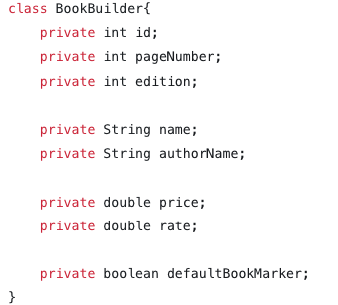 class BookBuilder{
    private int id;
    private int pageNumber;
    private int edition;

    private String name;
    private String authorName;

    private double price;
    private double rate;

    private boolean defaultBookMarker;
}